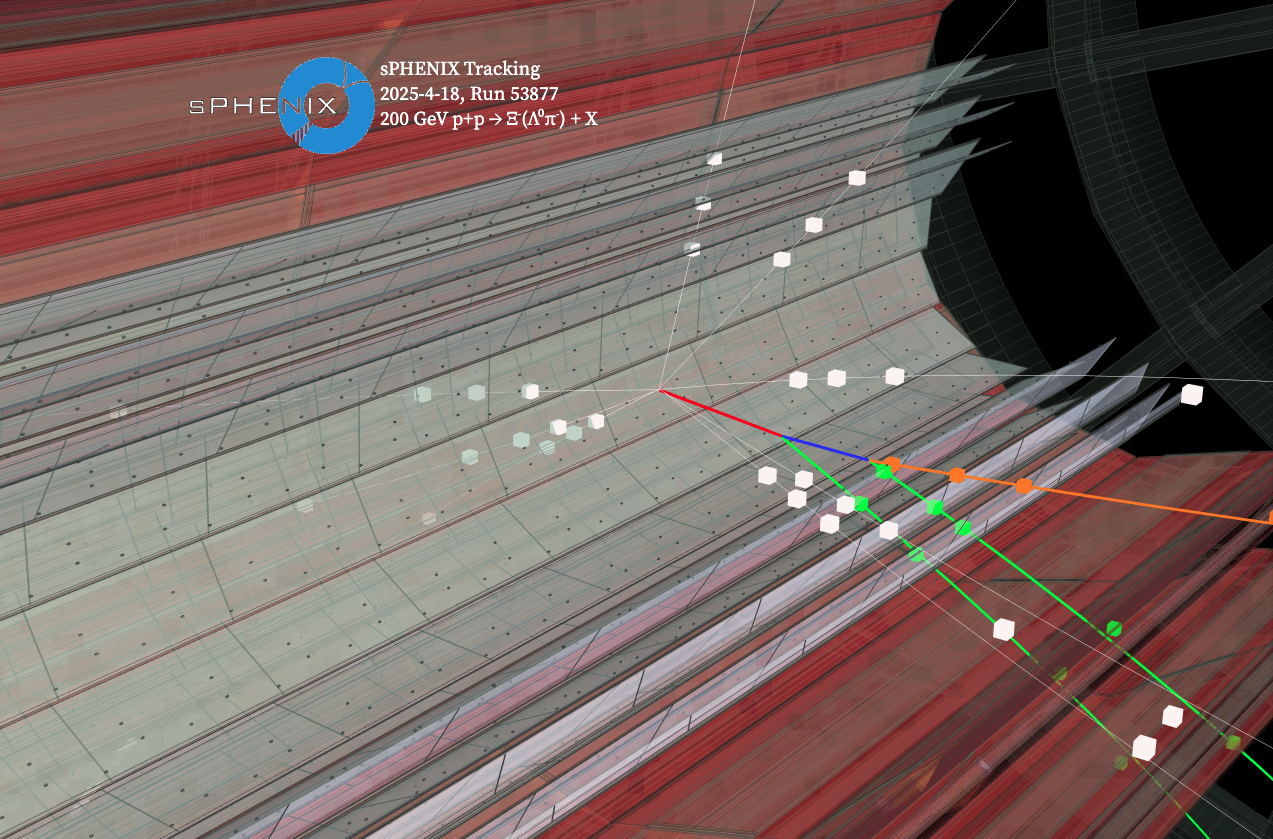 sPHENIX
sPHENIX Tracking
2025-4-18, Run 53877
200 GeV p+p → Ξ⁻(Λ⁰π⁻) + X